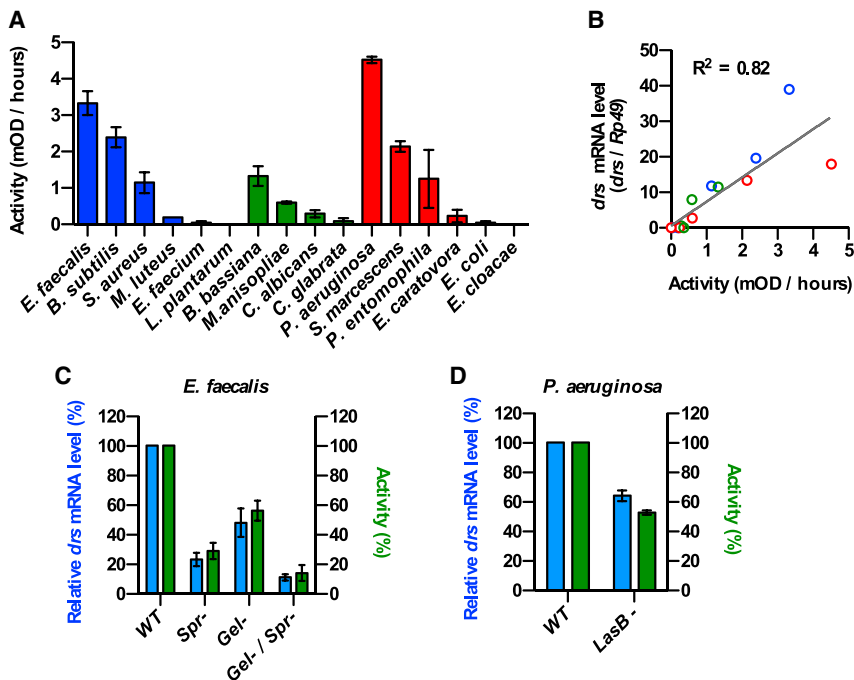 A
Activity (mOD / hours)
5
4
3
2
1
0
E. faecalis
B. subtilis
S. aureus
M. luteus
E. faecium
L. plantarum
B. bassiana
M.anisopliae
C. albicans
C. glabrata
P. aeruginosa
S. marcescens
P. entomophila
E. caratovora
E. coli
E. cloacae
B
drs mRNA level
(drs / Rp49)
50
40
30
20
10
0
R² = 0.82
0 1 2 3 4 5
Activity (mOD / hours)
C
E. faecalis
Relative drs mRNA level (%)
120
100
80
60
40
20
0
120
100
80
60
40
20
0
Activity
(%)
WT
Spr-
Gel-
Gel- / Spr-
D
P. aeruginosa
Relative drs mRNA level (%)
120
100
80
60
40
20
0
120
100
80
60
40
20
0
Activity
(%)
WT
LasB -